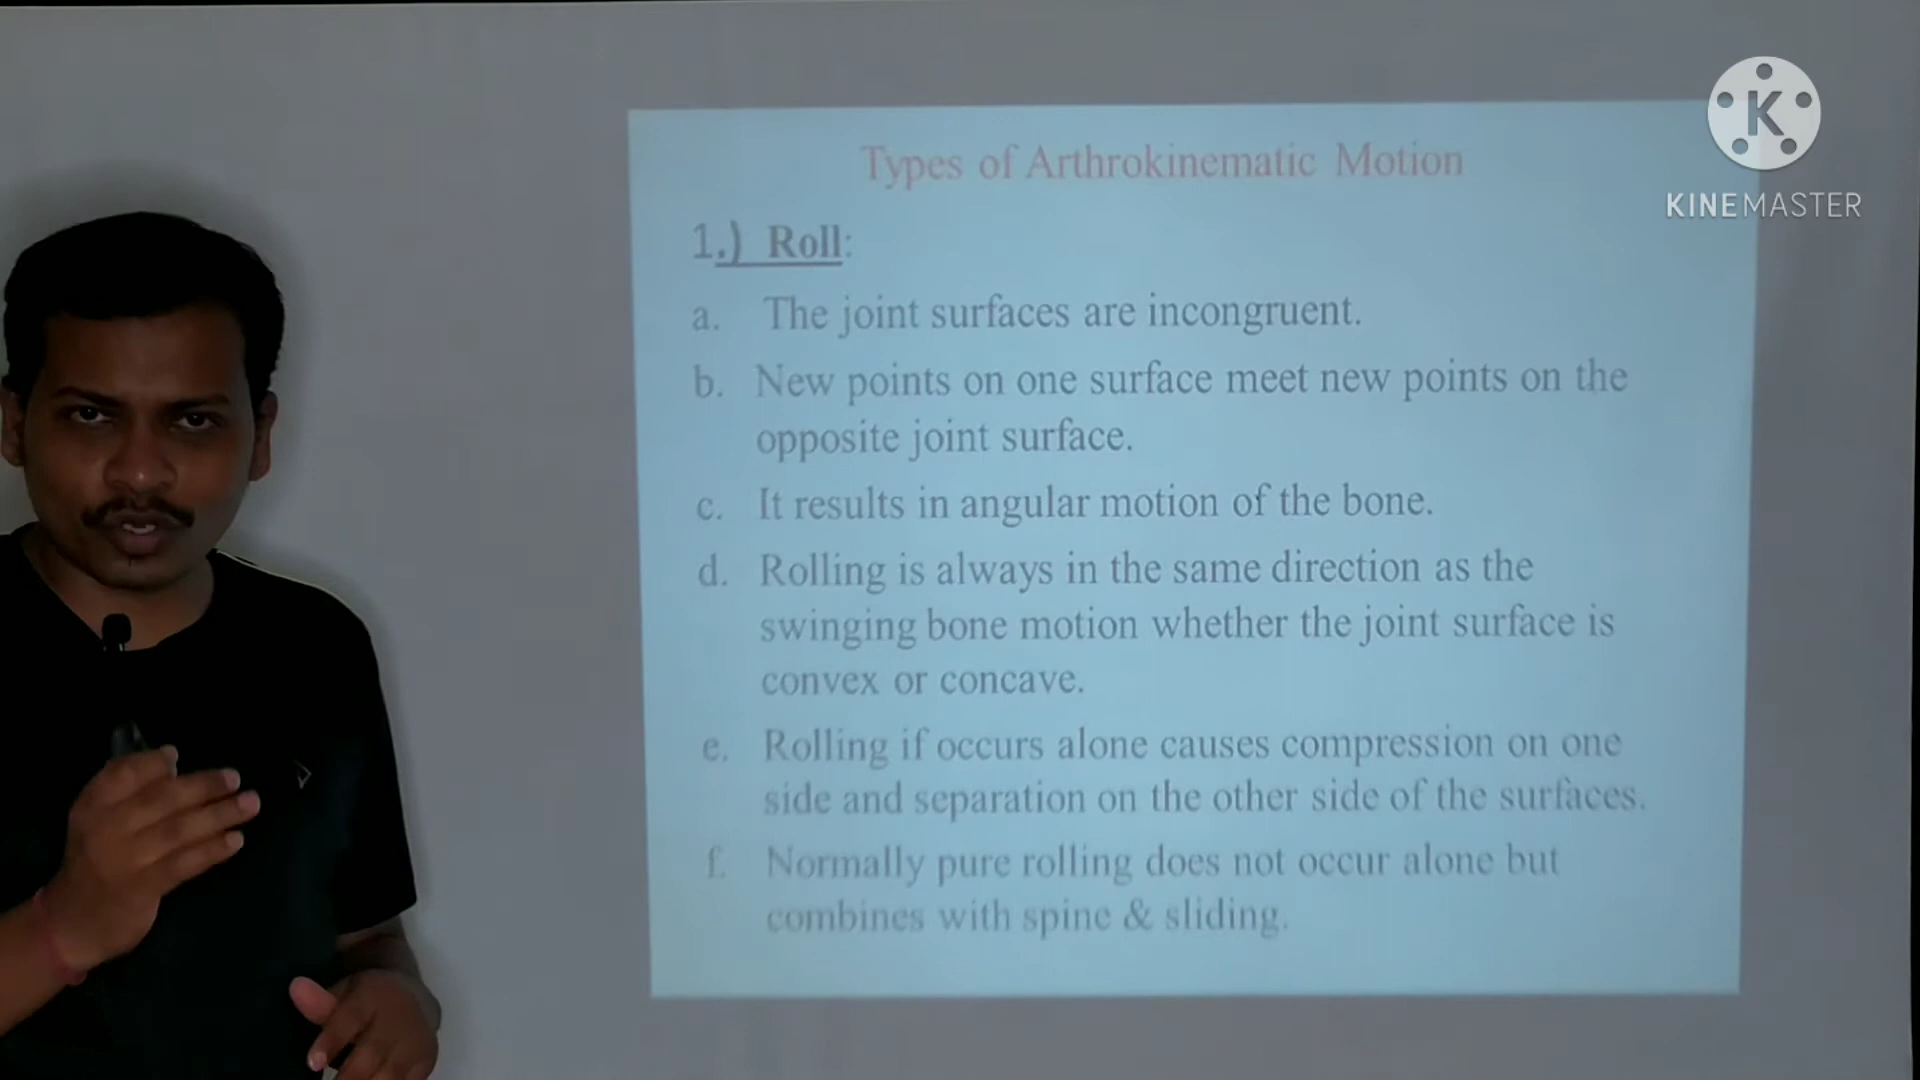 K
KINEMASTER
Types of Arthrokinematic Motion
1.) Roll:
a. The joint surfaces are incongruent.
b. New points on one surface meet new points on the
opposite joint surface.
c. It results in angular motion of the bone.
d. Rolling is always in the same direction as the
swinging bone motion whether the joint surface is
convex or concave.
e. Rolling if occurs alone causes compression on one
side and separation on the other side of the surfaces.
f. Normally pure rolling does not occur alone but
combines with spine & sliding.